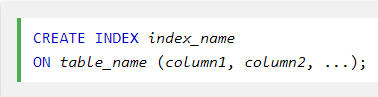 CREATE INDEX index_name
ON table_name (column1, column2, ...);